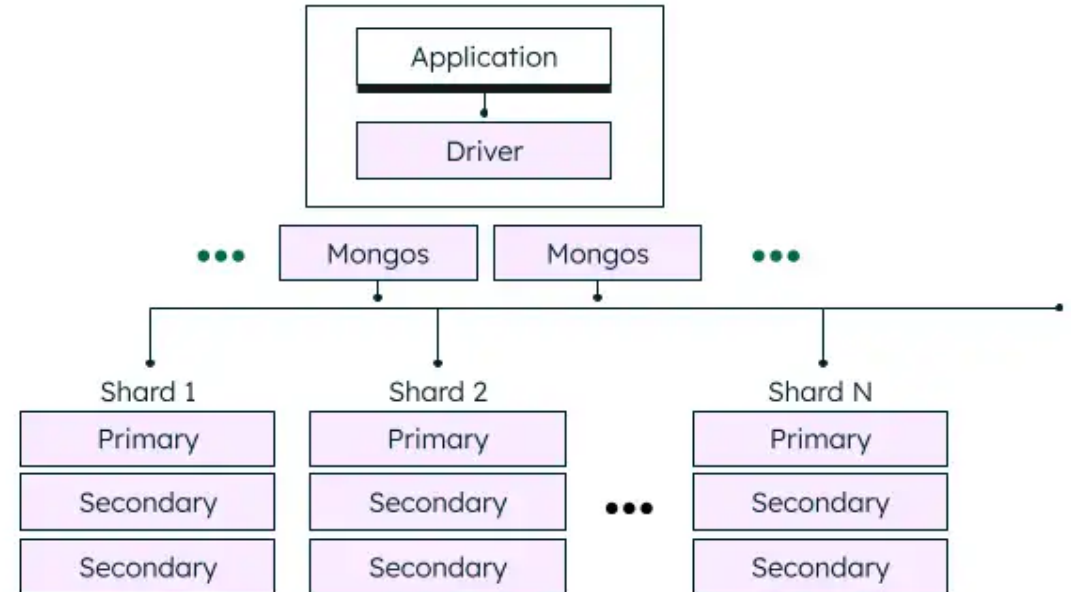 Application
Driver
Mongos Mongos
Shard 1 Shard 2 Shard N
Primary Primary Primary
Secondary Secondary Secondary
Secondary Secondary Secondary